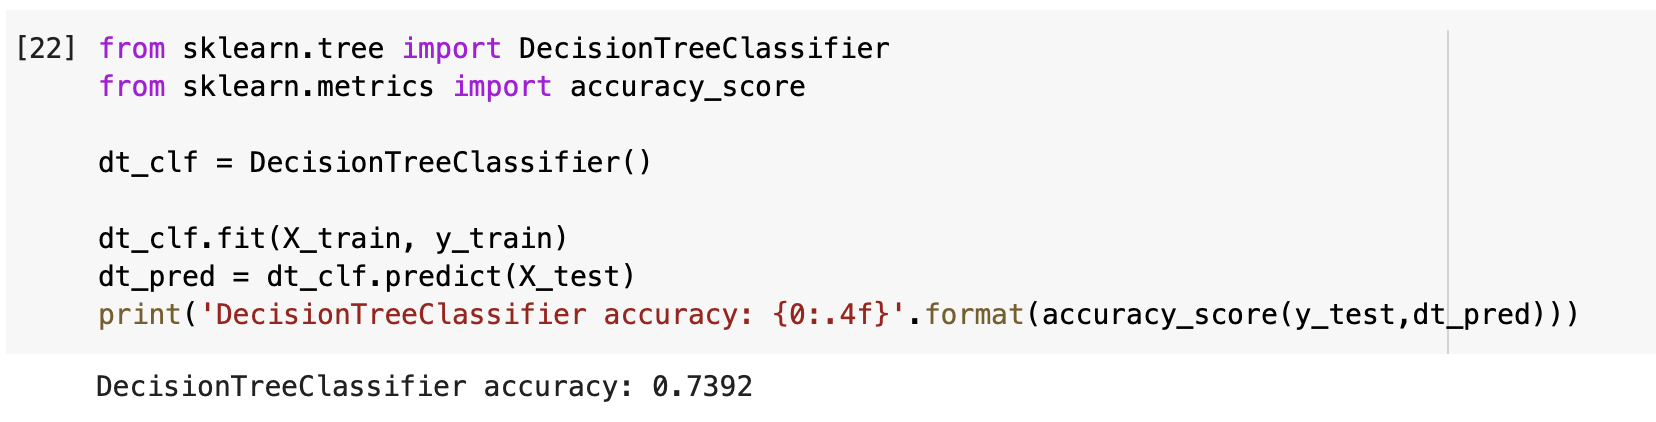 [22] from sklearn.tree import DecisionTreeClassifier
from sklearn.metrics import accuracy_score
dt_clf = DecisionTreeClassifier()
dt_clf.fit(X_train, y_train)
dt_pred = dt_clf.predict(X_test)
print('DecisionTreeClassifier accuracy: {0:.4f}'.format(accuracy_score(y_test,dt_pred)))
DecisionTreeClassifier accuracy: 0.7392